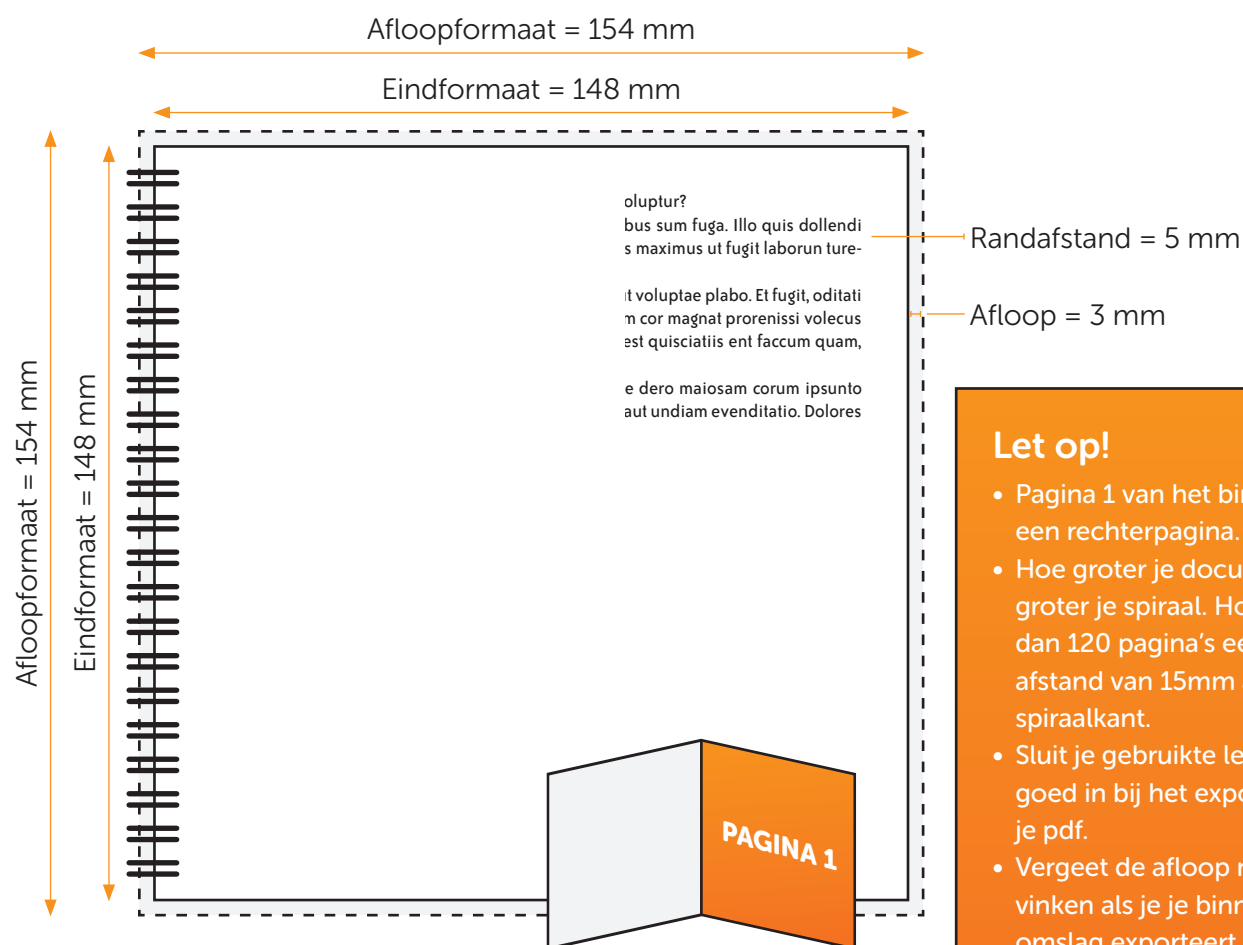 Afloopformaat = 154 mm
Eindformaat = 148 mm
Afloopformaat = 154 mm
Eindformaat = 148 mm
oluptur?
bus sum fuga. Illo quis dollendi
s maximus ut fugit laborun ture-
t voluptae plabo. Et fugit, oditati
m cor magnat prorenissi volecus
est quisciatiis ent faccum quam,
e dero maiosam corum ipsunto
aut undiam evenditatio. Dolores
Randafstand = 5 mm
Afloop = 3 mm
Let op!
• Pagina 1 van het bin
een rechterpagina.
• Hoe groter je docu
groter je spiraal. Ho
dan 120 pagina's ee
afstand van 15mm
spiraalkant.
• Sluit je gebruikte le
goed in bij het expo
je pdf.
• Vergeet de afloop n
vinken als je je binn
omslag exporteert
PAGINA 1